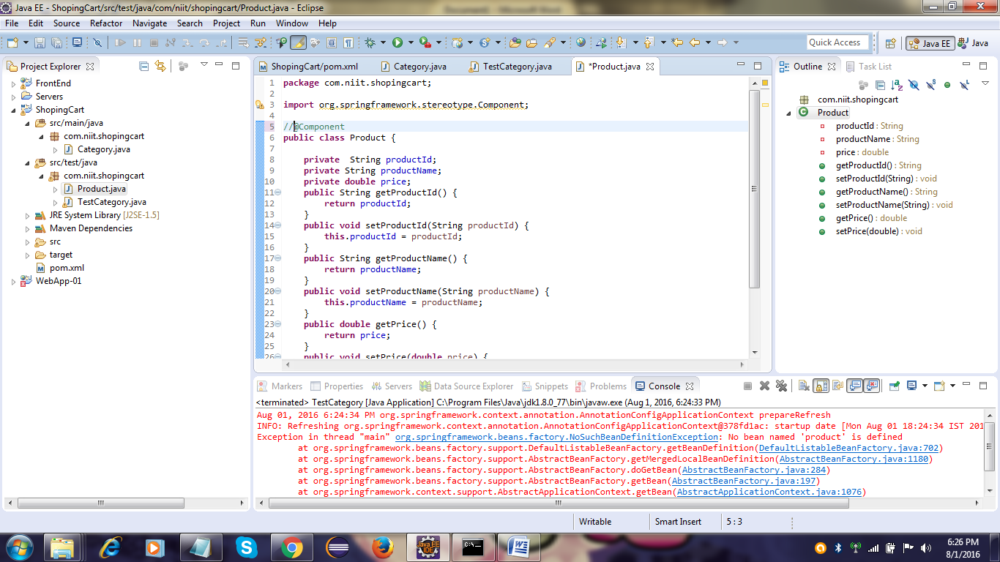 Java EE - ShopingCart/src/test/java/com/niit/shopingcart/Product.java - Eclipse
File Edit Source Refactor Navigate Search Project Run Window Help
Quick Access
Java EE
Java
Project Explorer
FrontEnd
Servers
ShopingCart
src/main/java
com.niit.shopingcart
Category.java
src/test/java
com.niit.shopingcart
Product.java
TestCategory.java
JRE System Library [J2SE-1.5]
Maven Dependencies
src
target
pom.xml
WebApp-01
ShopingCart/pom.xml Category.java TestCategory.java *Product.java
1 package com.niit.shopingcart;
2
3 import org.springframework.stereotype.Component;
4
5 //@Component
6 public class Product {
7
8 private  String productId;
9 private String productName;
10 private double price;
11 public String getProductId() {
12 return productId;
13 }
14 public void setProductId(String productId) {
15 this.productId = productId;
16 }
17 public String getProductName() {
18 return productName;
19 }
20 public void setProductName(String productName) {
21 this.productName = productName;
22 }
23 public double getPrice() {
24 return price;
25 }
26 public void setPrice(double price) {
Outline Task List
com.niit.shopingcart
Product
productId : String
productName : String
price : double
getProductId() : String
setProductId(String) : void
getProductName() : String
setProductName(String) : void
getPrice() : double
setPrice(double) : void
Markers Properties Servers Data Source Explorer Snippets Problems Console
<terminated> TestCategory [Java Application] C:\Program Files\Java\jdk1.8.0_77\bin\javaw.exe (Aug 1, 2016, 6:24:33 PM)
Aug 01, 2016 6:24:34 PM org.springframework.context.annotation.AnnotationConfigApplicationContext prepareRefresh
INFO: Refreshing org.springframework.context.annotation.AnnotationConfigApplicationContext@378fd1ac: startup date [Mon Aug 01 18:24:34 IST 201
Exception in thread "main" org.springframework.beans.factory.NoSuchBeanDefinitionException: No bean named 'product' is defined
at org.springframework.beans.factory.support.DefaultListableBeanFactory.getBeanDefinition(DefaultListableBeanFactory.java:702)
at org.springframework.beans.factory.support.AbstractBeanFactory.getMergedLocalBeanDefinition(AbstractBeanFactory.java:1180)
at org.springframework.beans.factory.support.AbstractBeanFactory.doGetBean(AbstractBeanFactory.java:284)
at org.springframework.beans.factory.support.AbstractBeanFactory.getBean(AbstractBeanFactory.java:197)
at org.springframework.context.support.AbstractApplicationContext.getBean(AbstractApplicationContext.java:1076)
Writable Smart Insert 5 : 3
Java EE
IDE
C:\
6:26 PM
8/1/2016